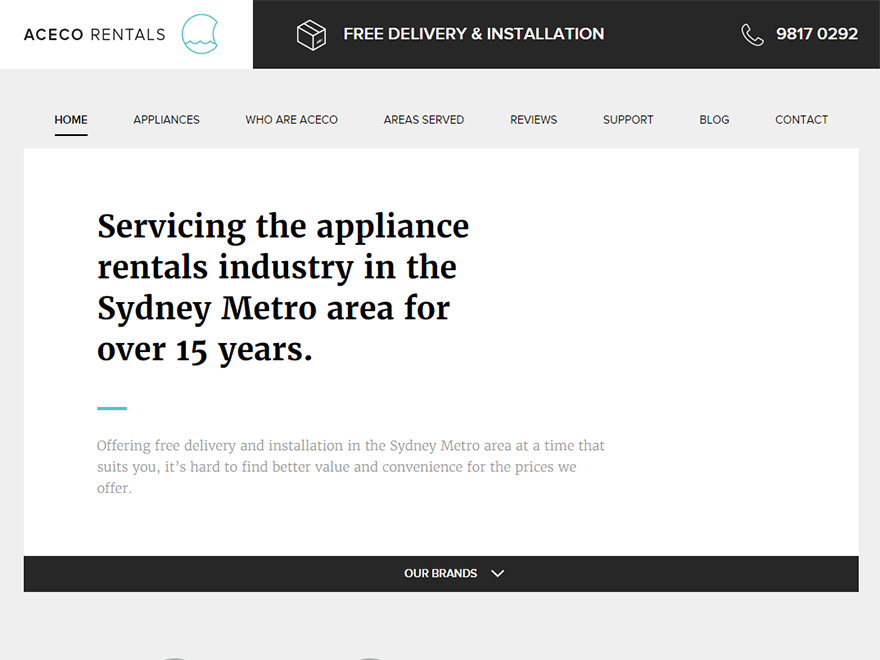 ACECO RENTALS
FREE DELIVERY & INSTALLATION
9817 0292
HOME
APPLIANCES
WHO ARE ACECO
AREAS SERVED
REVIEWS
SUPPORT
BLOG
CONTACT
Servicing the appliance
rentals industry in the
Sydney Metro area for
over 15 years.
Offering free delivery and installation in the Sydney Metro area at a time that
suits you, it's hard to find better value and convenience for the prices we
offer.
OUR BRANDS